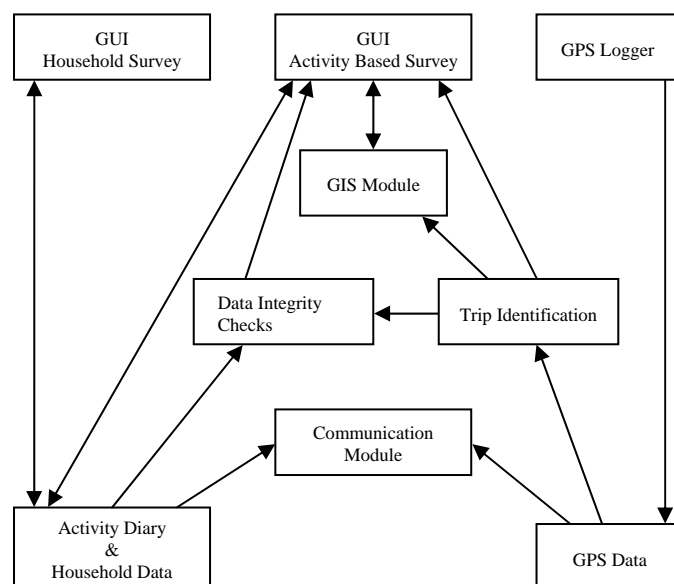 GUI
Household Survey
GUI
Activity Based Survey
GPS Logger
GIS Module
Data Integrity
Checks
Trip Identification
Communication
Module
Activity Diary
&
Household Data
GPS Data